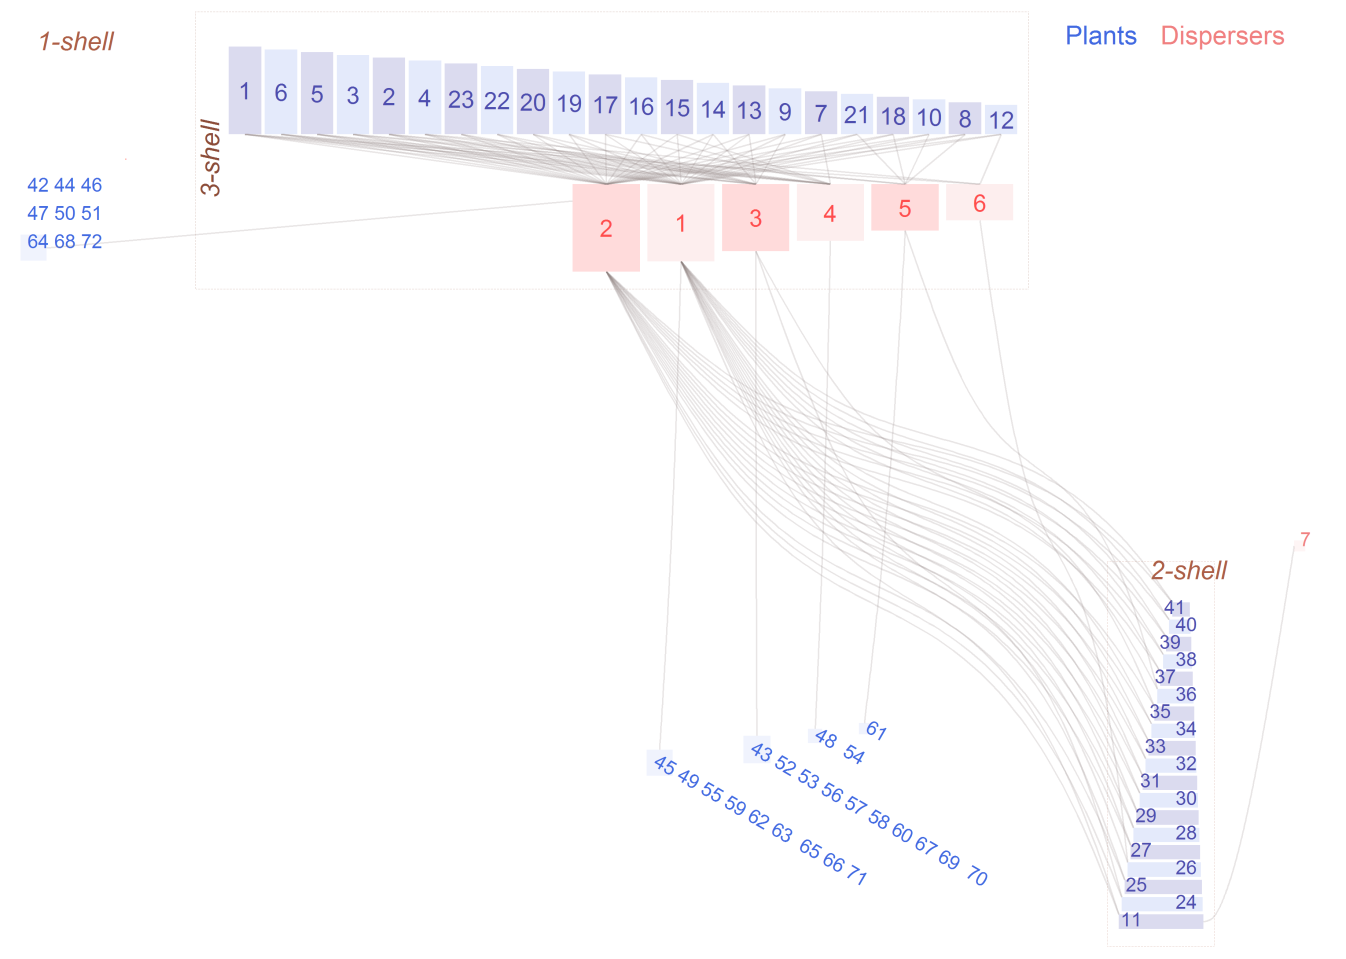 1-shell
Plants Dispersers
3-shell
1 6 5 3 2 4 23 22 20 19 17 16 15 14 13 9 7 21 18 10 8 12
42 44 46
47 50 51
64 68 72
2 1 3 4 5 6
7
2-shell
41
40
39
38
37
36
35
34
33
32
31
30
29
28
27
26
25
24
11
45 49 55 59 62 63 65 66 71
43 52 53 56 57 58 60 67 69 70
48 54
61